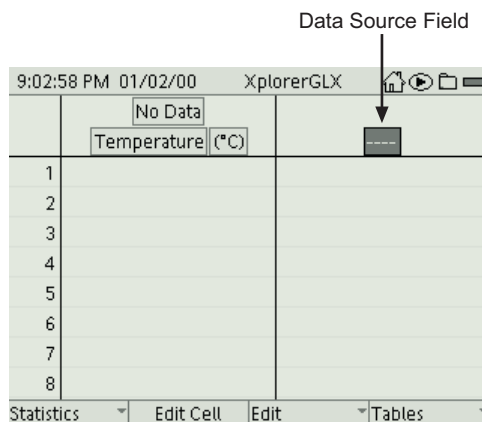 Data Source Field
9:02:58 PM 01/02/00 XplorerGLX
No Data
Temperature (°C)
----
1
2
3
4
5
6
7
8
Statistics Edit Cell Edit Tables